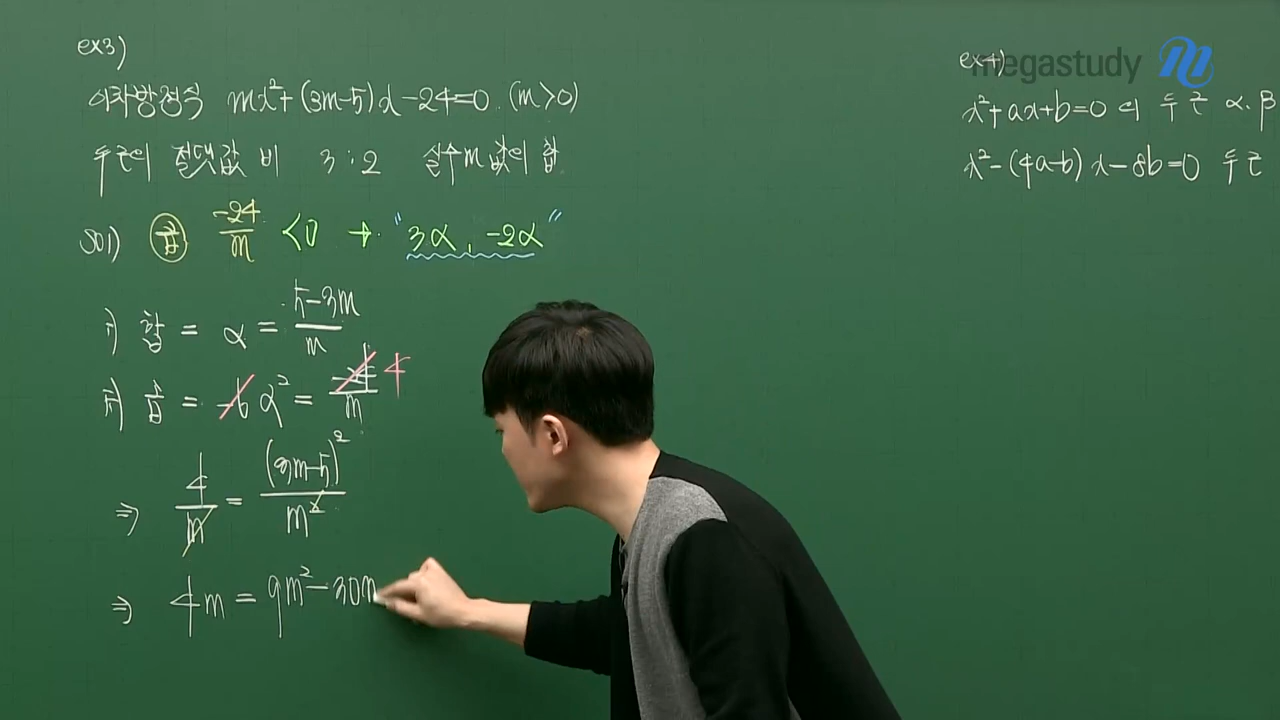 ex3)
이차방정식 mx²+(3m-5)x-24=0. (m>0)
두근의 절댓값 비 3:2 실수m값의 합
sol) 곱 -24/m <0 → "3α, -2α"
i) 합 = α = 5-3m/m
ii) 곱 = -6α² = -24/m 4
⇒ 4/m = (3m-5)²/m²
⇒ 4m = 9m²-30m
megastudy
ex4)
x²+ax+b=0 의 두근 α, β
x²-(4a-b)x-8b=0 두근